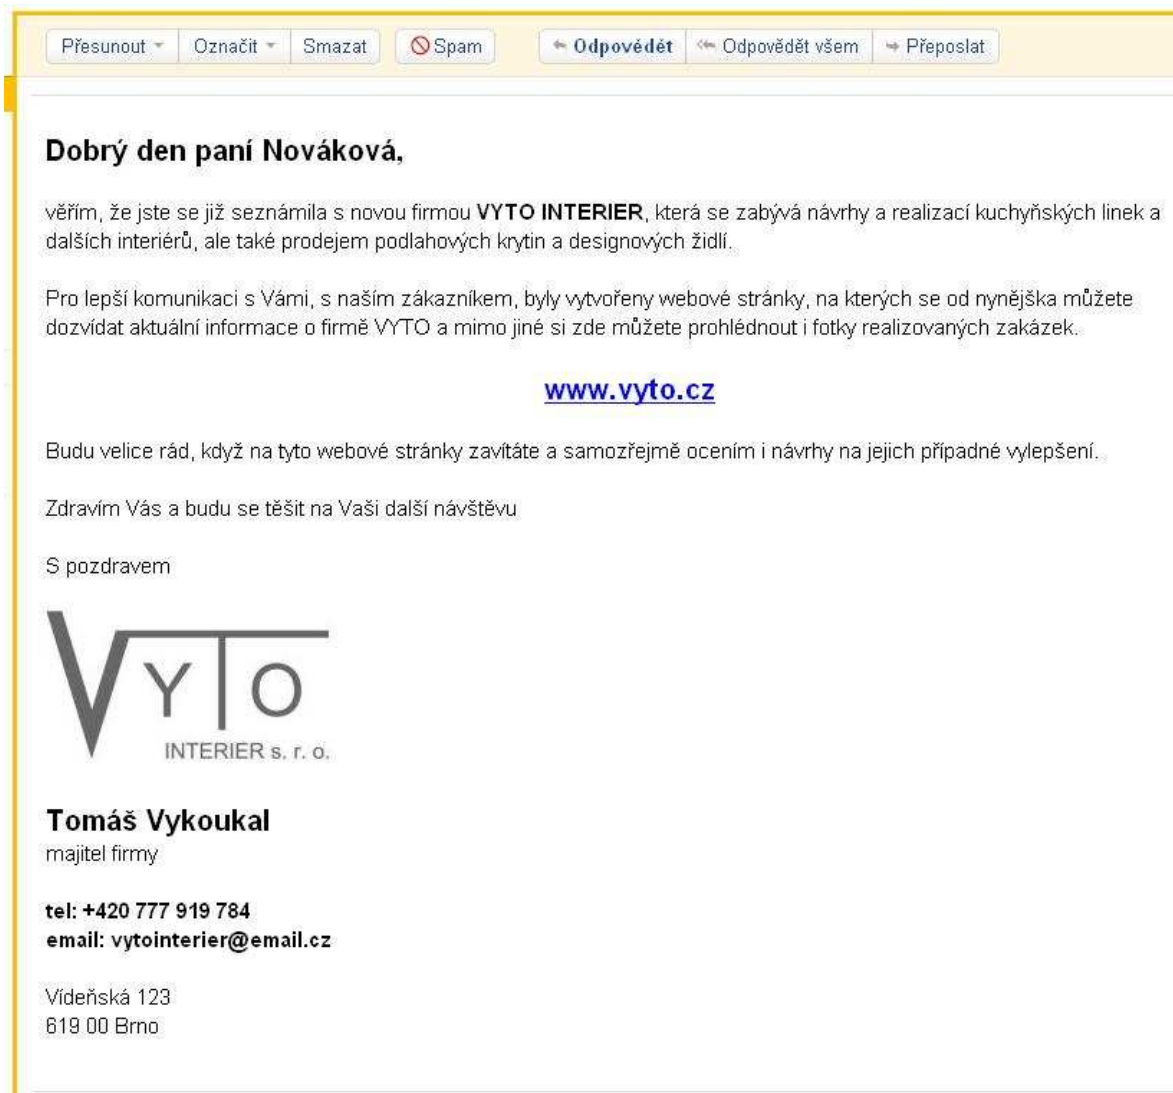 Přesunout Označit Smazat Spam Odpovědět Odpovědět všem Přeposlat
Dobrý den paní Nováková,
věřím, že jste se již seznámila s novou firmou VYTO INTERIER, která se zabývá návrhy a realizací kuchyňských linek a
dalších interiérů, ale také prodejem podlahových krytin a designových židlí.
Pro lepší komunikaci s Vámi, s naším zákazníkem, byly vytvořeny webové stránky, na kterých se od nynějška můžete
dozvídat aktuální informace o firmě VYTO a mimo jiné si zde můžete prohlédnout i fotky realizovaných zakázek.
www.vyto.cz
Budu velice rád, když na tyto webové stránky zavítáte a samozřejmě ocením i návrhy na jejich případné vylepšení.
Zdravím Vás a budu se těšit na Vaši další návštěvu
S pozdravem
VYTO
INTERIER s. r. o.
Tomáš Vykoukal
majitel firmy
tel: +420 777 919 784
email: vytointerier@email.cz
Vídeňská 123
619 00 Brno